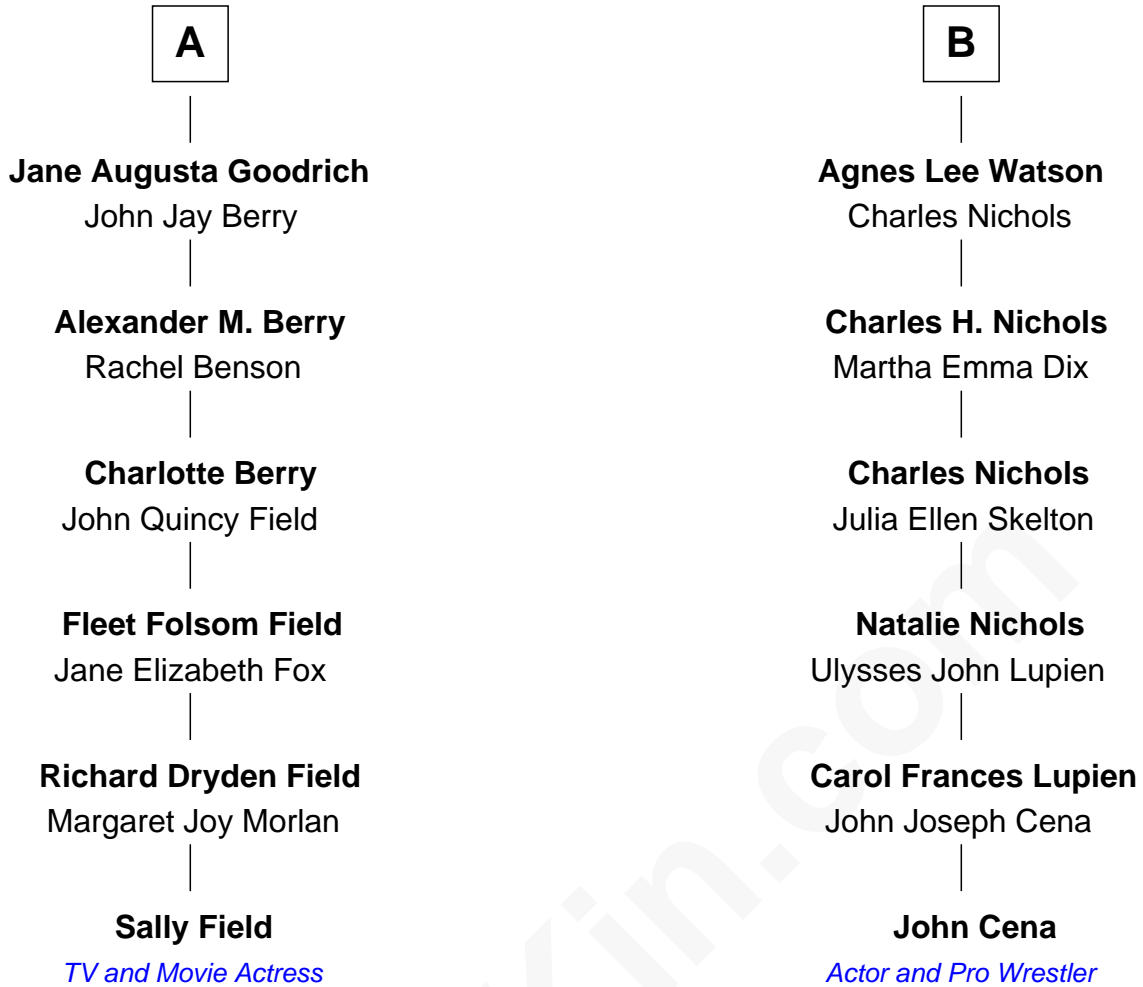 A
B
Jane Augusta Goodrich
John Jay Berry
Agnes Lee Watson
Charles Nichols
Alexander M. Berry
Rachel Benson
Charles H. Nichols
Martha Emma Dix
Charlotte Berry
John Quincy Field
Charles Nichols
Julia Ellen Skelton
Fleet Folsom Field
Jane Elizabeth Fox
Natalie Nichols
Ulysses John Lupien
Richard Dryden Field
Margaret Joy Morlan
Carol Frances Lupien
John Joseph Cena
Sally Field
TV and Movie Actress
John Cena
Actor and Pro Wrestler
Kin.com